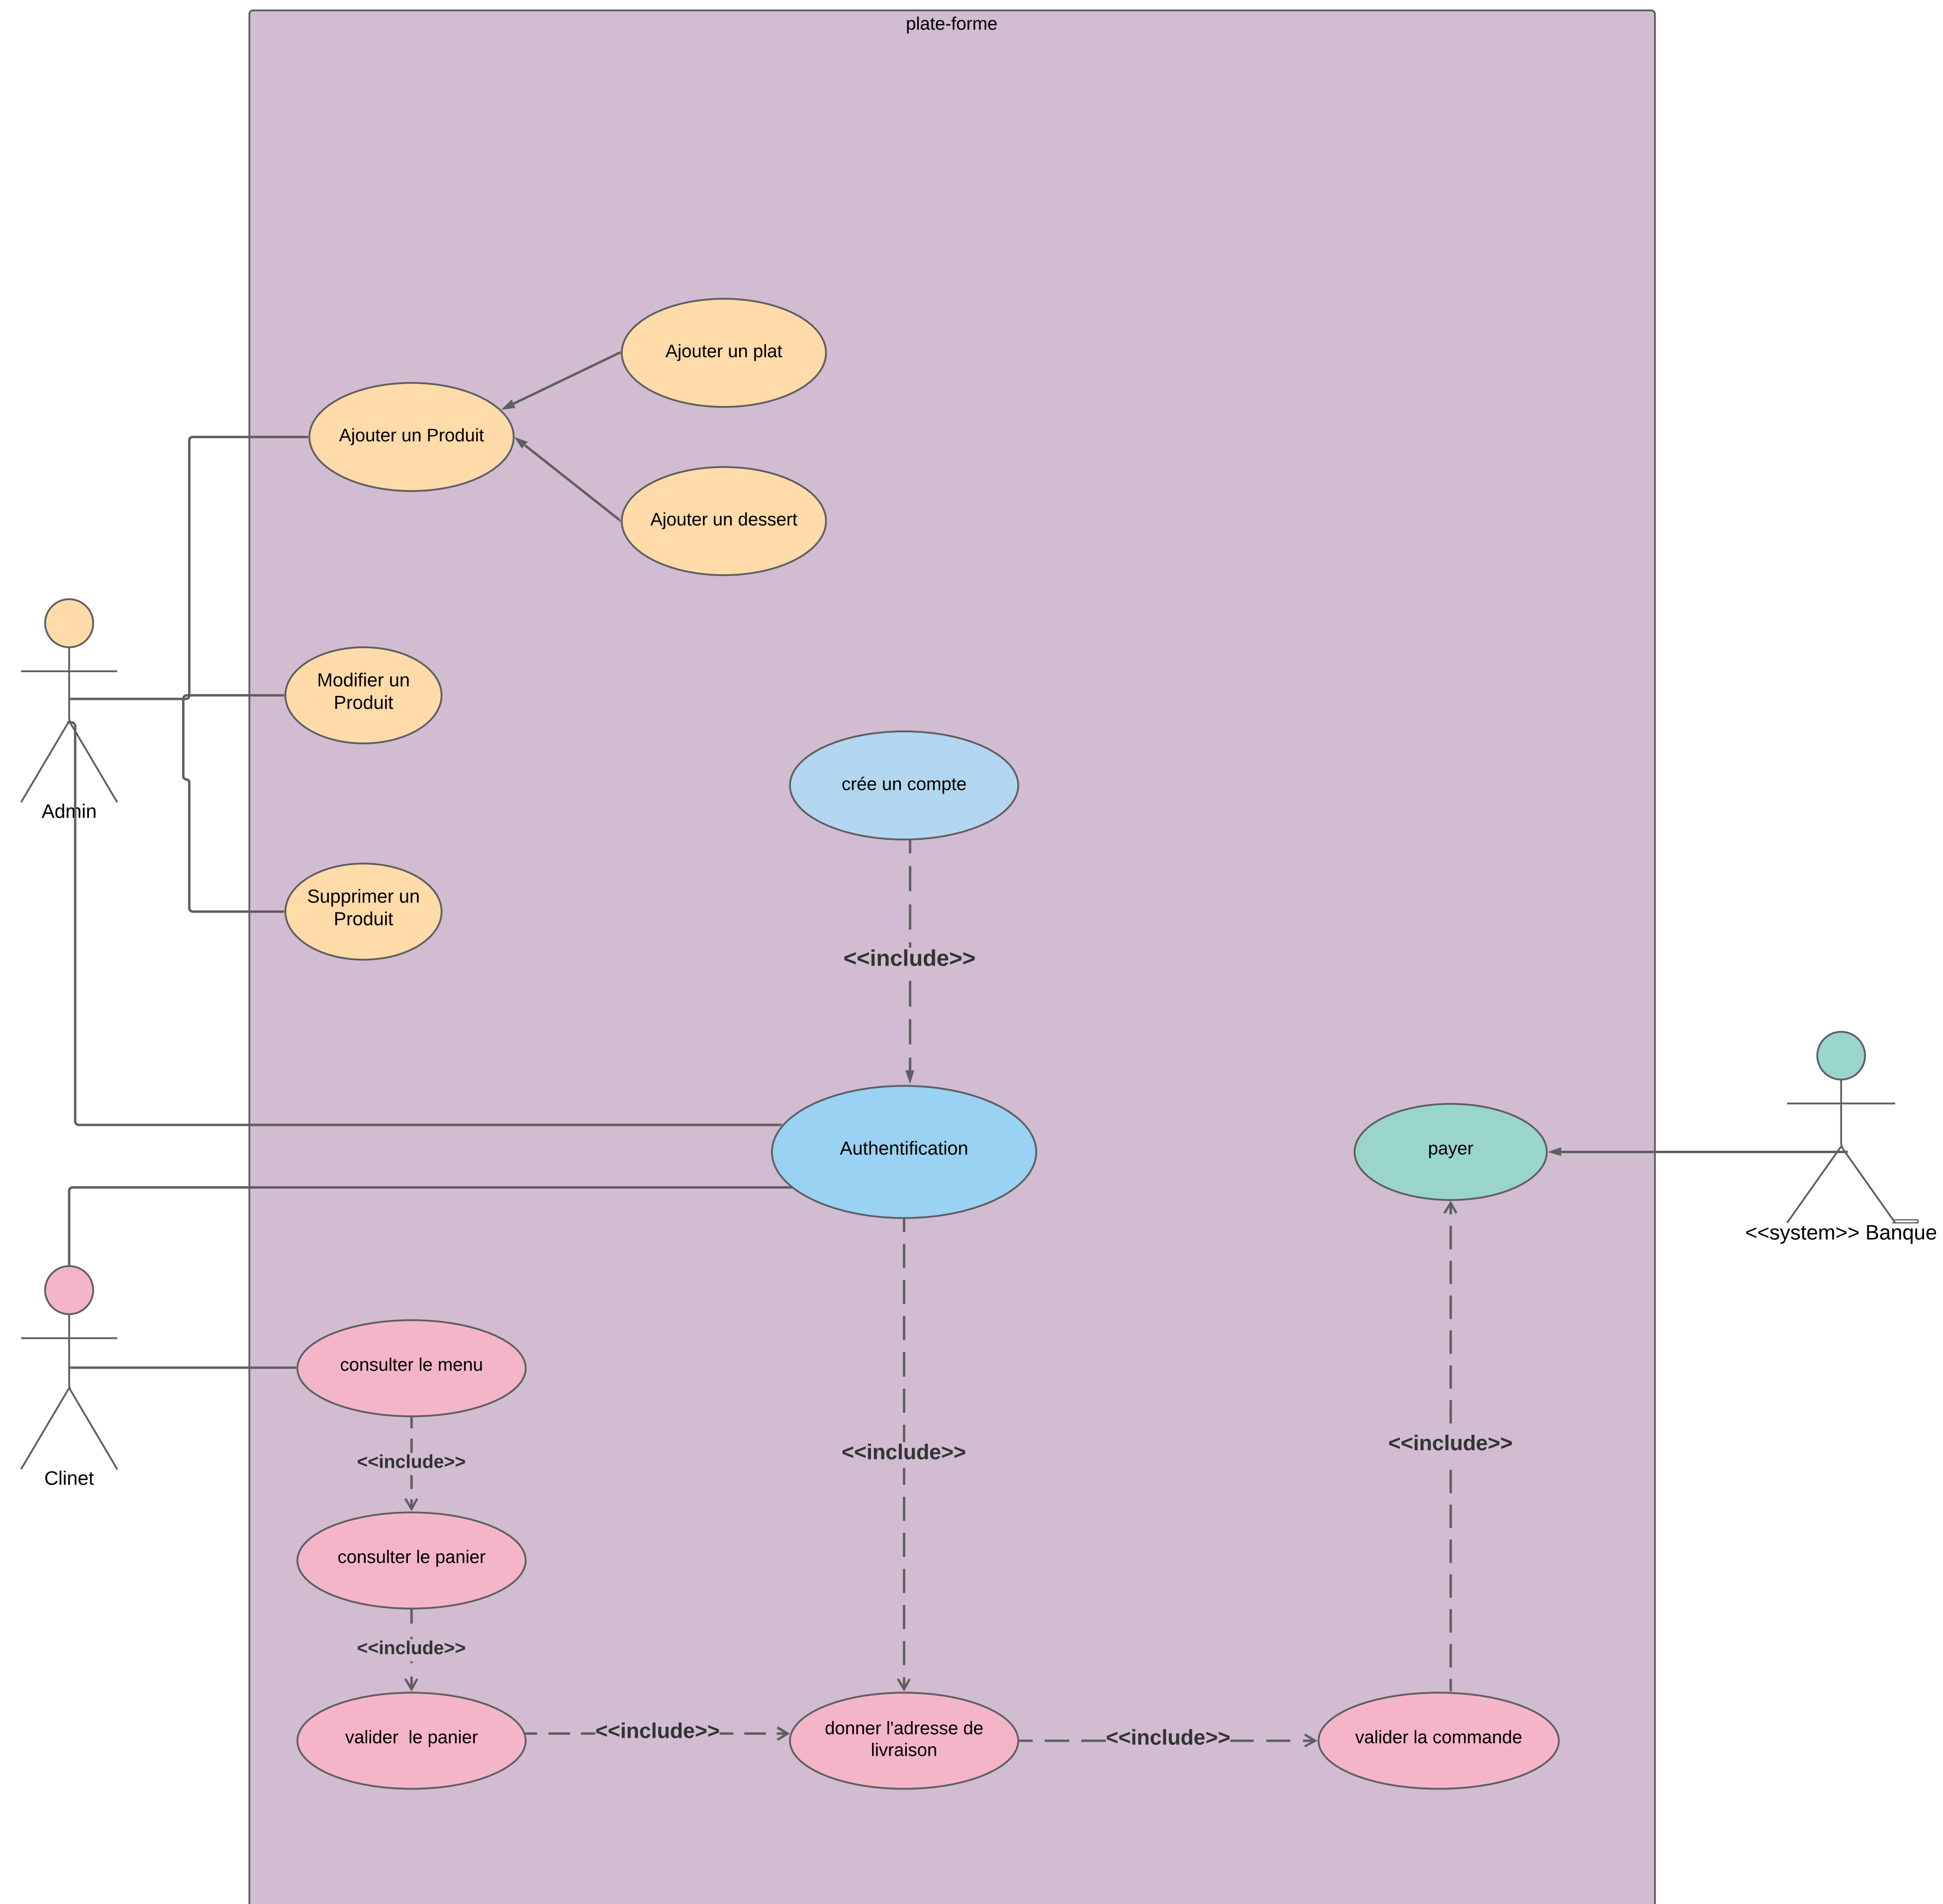 plate-forme
Ajouter un plat
Ajouter un Produit
Ajouter un dessert
Modifier un
Produit
crée un compte
Admin
Supprimer un
Produit
<<include>>
Authentification
payer
<<system>> Banque
consulter le menu
<<include>>
<<include>>
<<include>>
Clinet
consulter le panier
<<include>>
valider  le panier
<<include>>
donner l'adresse de
livraison
<<include>>
valider la commande